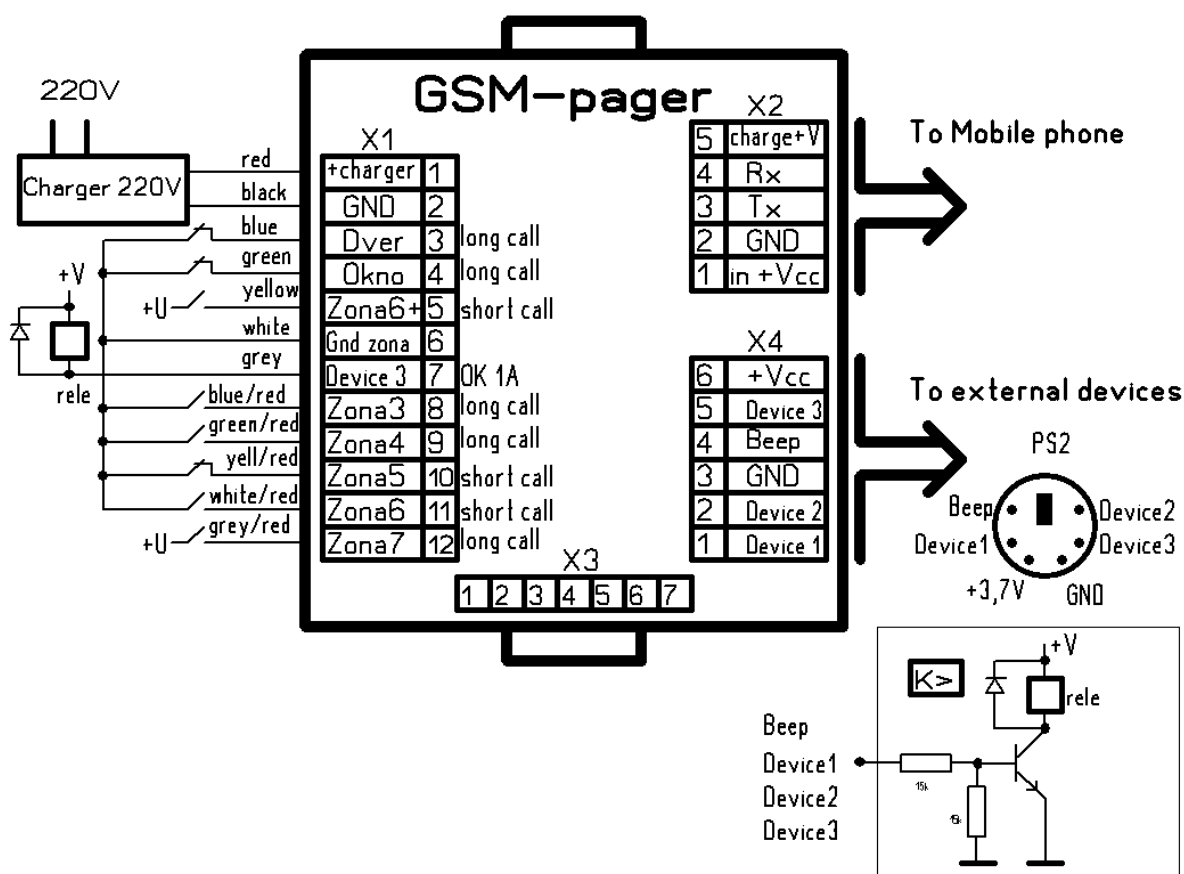 GSM-pager
220V
Charger 220V
red
black
blue
green
yellow
white
grey
blue/red
green/red
yell/red
white/red
grey/red
+V
+U
rele
+U
X1
+charger 1
GND 2
Dver 3 long call
Okno 4 long call
Zona6+ 5 short call
Gnd zona 6
Device 3 7 OK 1A
Zona3 8 long call
Zona4 9 long call
Zona5 10 short call
Zona6 11 short call
Zona7 12 long call
X2
5 charge+V
4 Rx
3 Tx
2 GND
1 in +Vcc
To Mobile phone
X4
6 +Vcc
5 Device 3
4 Beep
3 GND
2 Device 2
1 Device 1
To external devices
PS2
Beep
Device2
Device1
Device3
+3,7V
GND
X3
1 2 3 4 5 6 7
K>
+V
rele
Beep
Device1
Device2
Device3
15k
15k